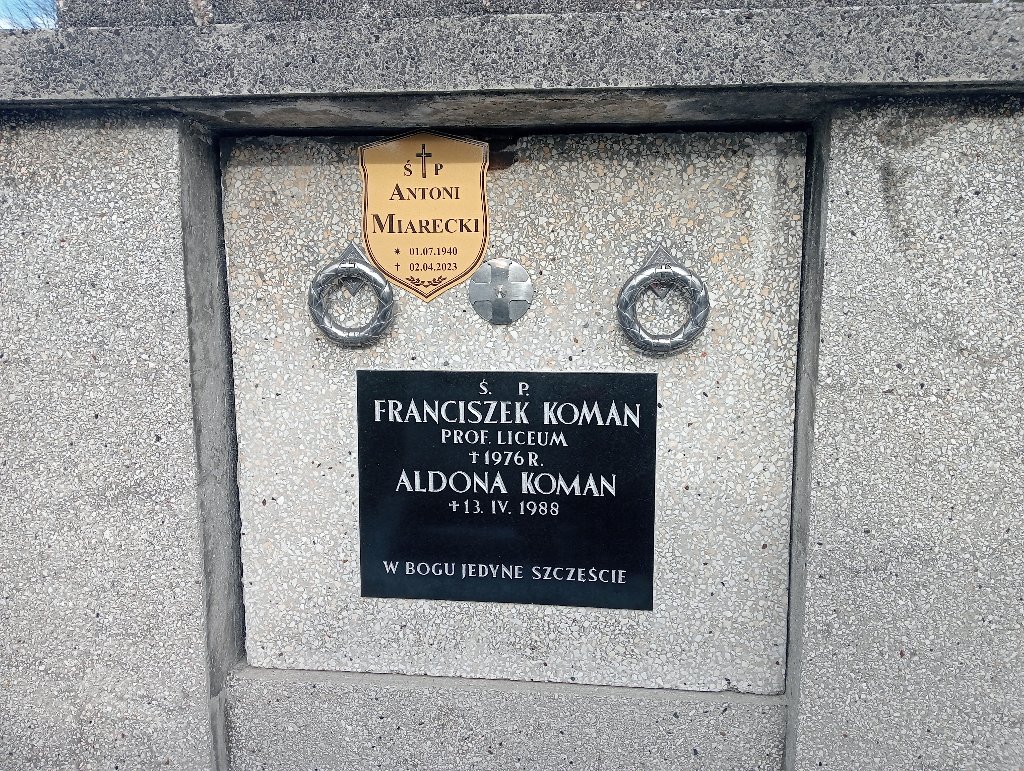 Ś P
ANTONI
MIARECKI
* 01.07.1940
† 02.04.2023
Ś. P.
FRANCISZEK KOMAN
PROF. LICEUM
† 1976 R.
ALDONA KOMAN
† 13. IV. 1988
W BOGU JEDYNE SZCZĘŚCIE